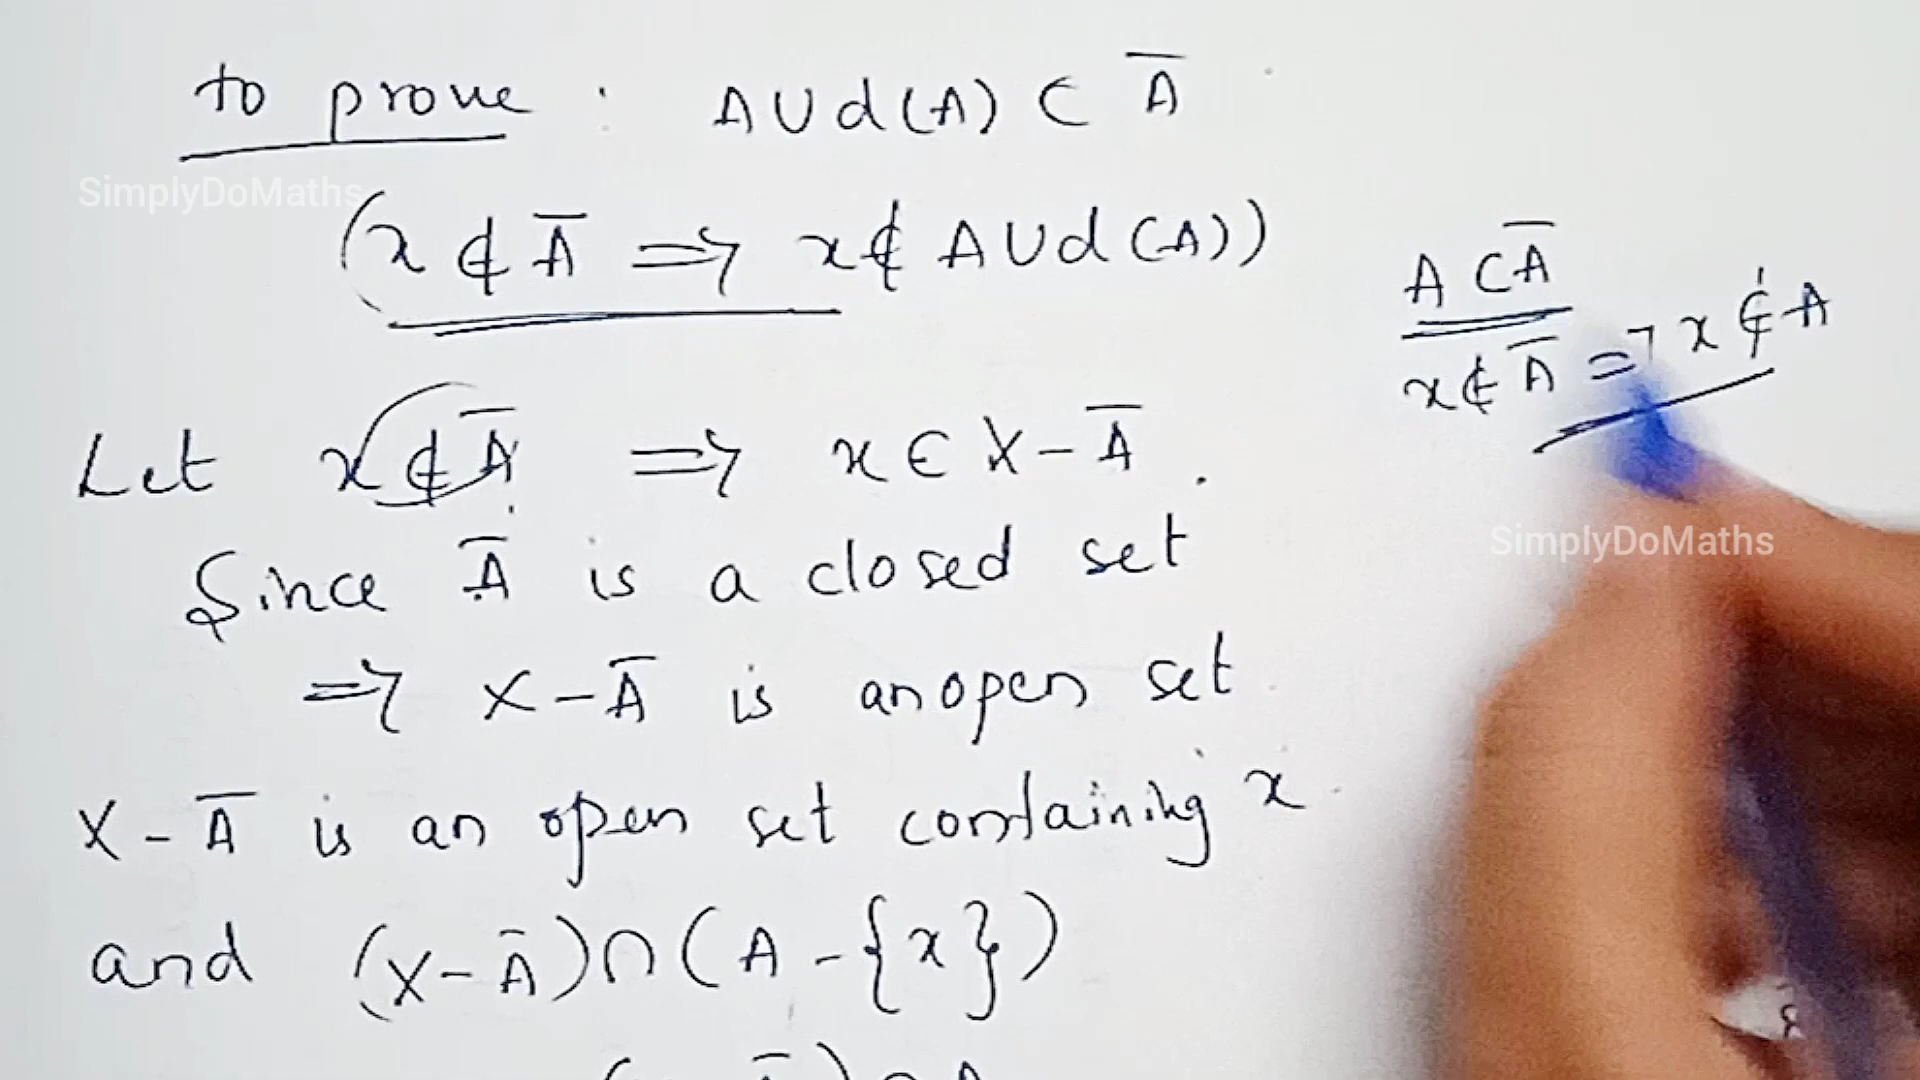 to prove : A∪d(A) ⊂ A̅
SimplyDoMaths
(x ∉ A̅ ⇒ x ∉ A∪d(A))
A ⊂ A̅
x ∉ A̅ ⇒ x ∉ A
Let x ∉ A̅ ⇒ x ∈ X - A̅ .
SimplyDoMaths
Since A̅ is a closed set
⇒ X - A̅ is an open set
X - A̅ is an open set containing x
and (X - A̅) ∩ (A - {x})